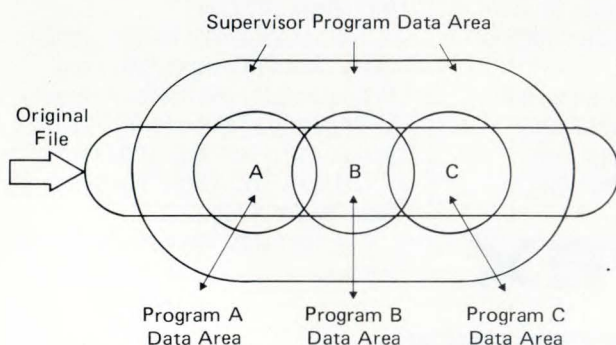 Supervisor Program Data Area
Original
File
A
B
C
Program A
Data Area
Program B
Data Area
Program C
Data Area